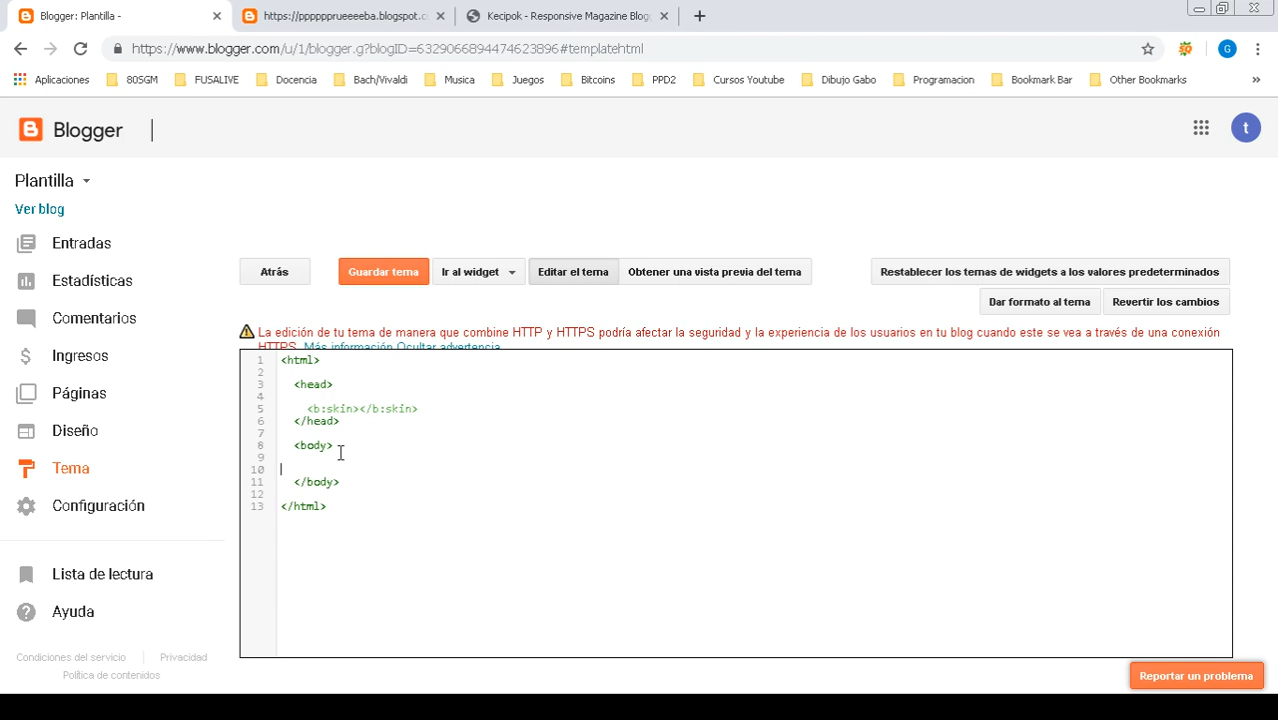 Blogger: Plantilla -
https://pppppprueeeeba.blogspot.c
Kecipok - Responsive Magazine Blog
https://www.blogger.com/u/1/blogger.g?blogID=6329066894474623896#templatehtml
G
Aplicaciones
80SGM
FUSALIVE
Docencia
Bach/Vivaldi
Musica
Juegos
Bitcoins
PPD2
Cursos Youtube
Dibujo Gabo
Programacion
Bookmark Bar
Other Bookmarks
Blogger
t
Plantilla
Ver blog
Entradas
Estadísticas
Comentarios
Ingresos
Páginas
Diseño
Tema
Configuración
Lista de lectura
Ayuda
Condiciones del servicio
Privacidad
Política de contenidos
Atrás
Guardar tema
Ir al widget
Editar el tema
Obtener una vista previa del tema
Restablecer los temas de widgets a los valores predeterminados
Dar formato al tema
Revertir los cambios
La edición de tu tema de manera que combine HTTP y HTTPS podría afectar la seguridad y la experiencia de los usuarios en tu blog cuando este se vea a través de una conexión
HTTPS. Más información Ocultar advertencia
1 <html>
2
3 <head>
4
5 <b:skin></b:skin>
6 </head>
7
8 <body>
9
10
11 </body>
12
13 </html>
Reportar un problema